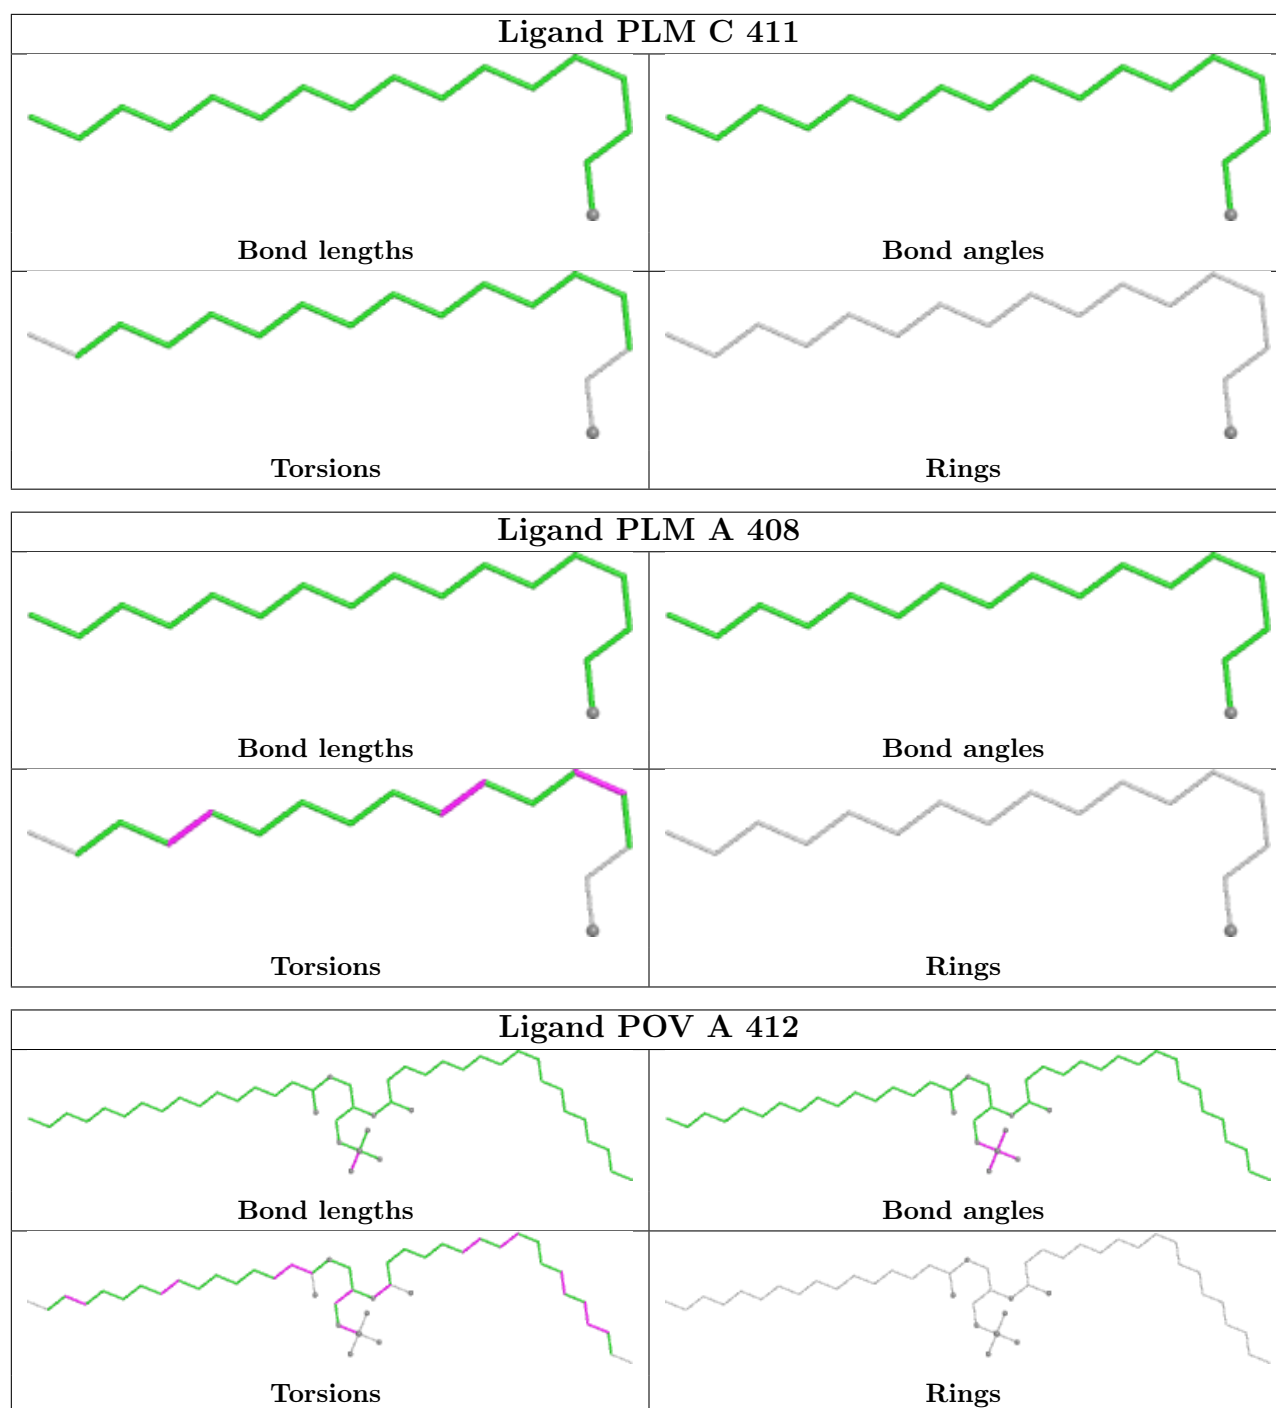 Ligand PLM C 411
Bond lengths
Bond angles
Torsions
Rings
Ligand PLM A 408
Bond lengths
Bond angles
Torsions
Rings
Ligand POV A 412
Bond lengths
Bond angles
Torsions
Rings